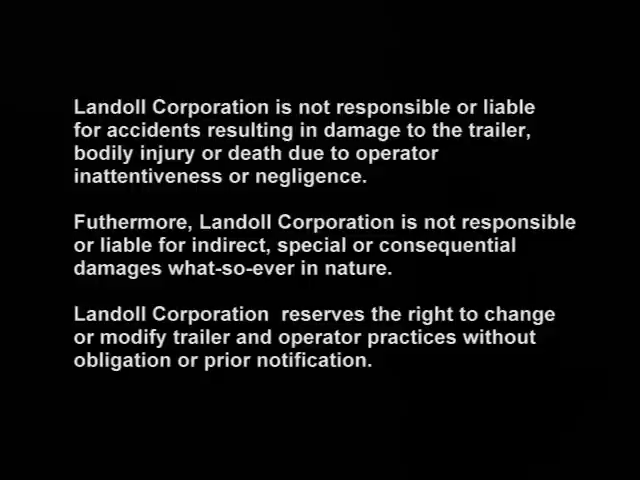 Landoll Corporation is not responsible or liable
for accidents resulting in damage to the trailer,
bodily injury or death due to operator
inattentiveness or negligence.
Futhermore, Landoll Corporation is not responsible
or liable for indirect, special or consequential
damages what-so-ever in nature.
Landoll Corporation  reserves the right to change
or modify trailer and operator practices without
obligation or prior notification.